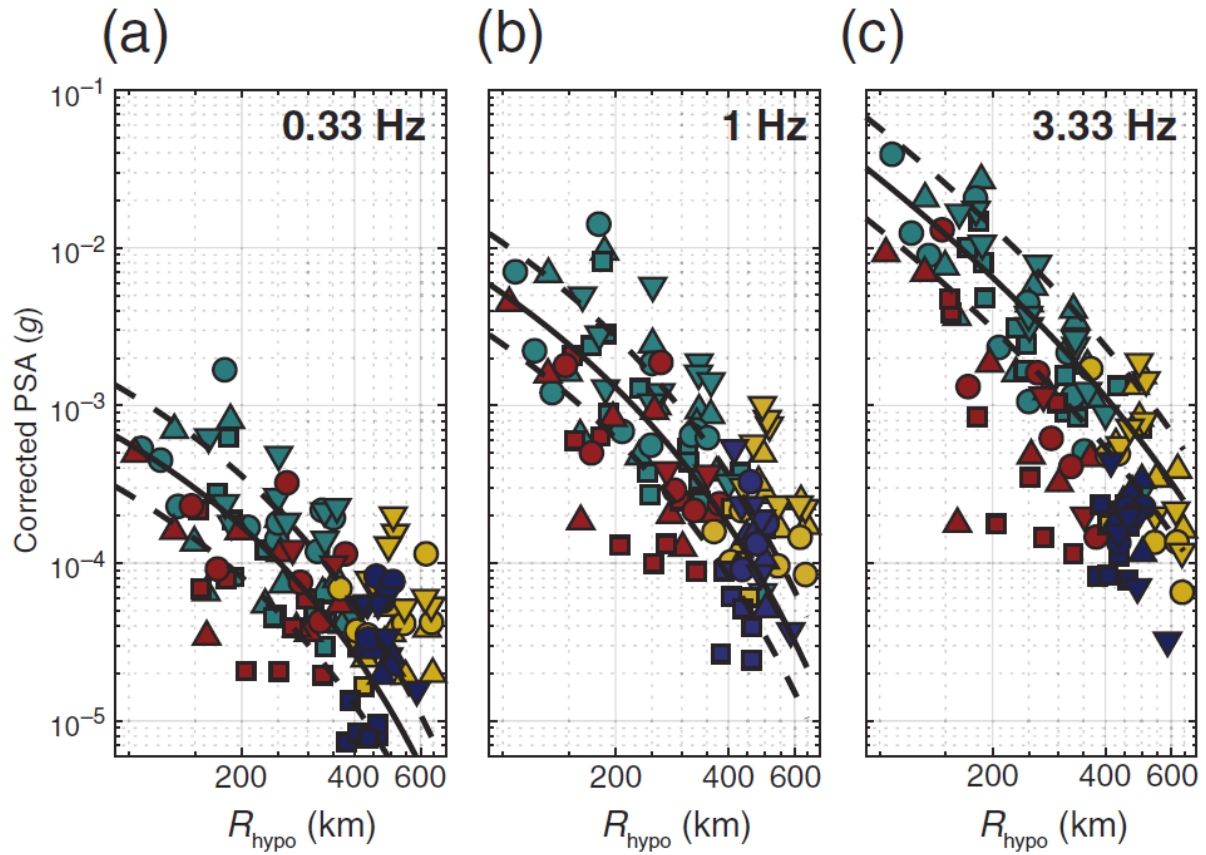 (a) (b) (c)
0.33 Hz 1 Hz 3.33 Hz
10⁻¹
10⁻²
10⁻³
10⁻⁴
10⁻⁵
Corrected PSA (g)
200 400 600 200 400 600 200 400 600
R_hypo (km) R_hypo (km) R_hypo (km)